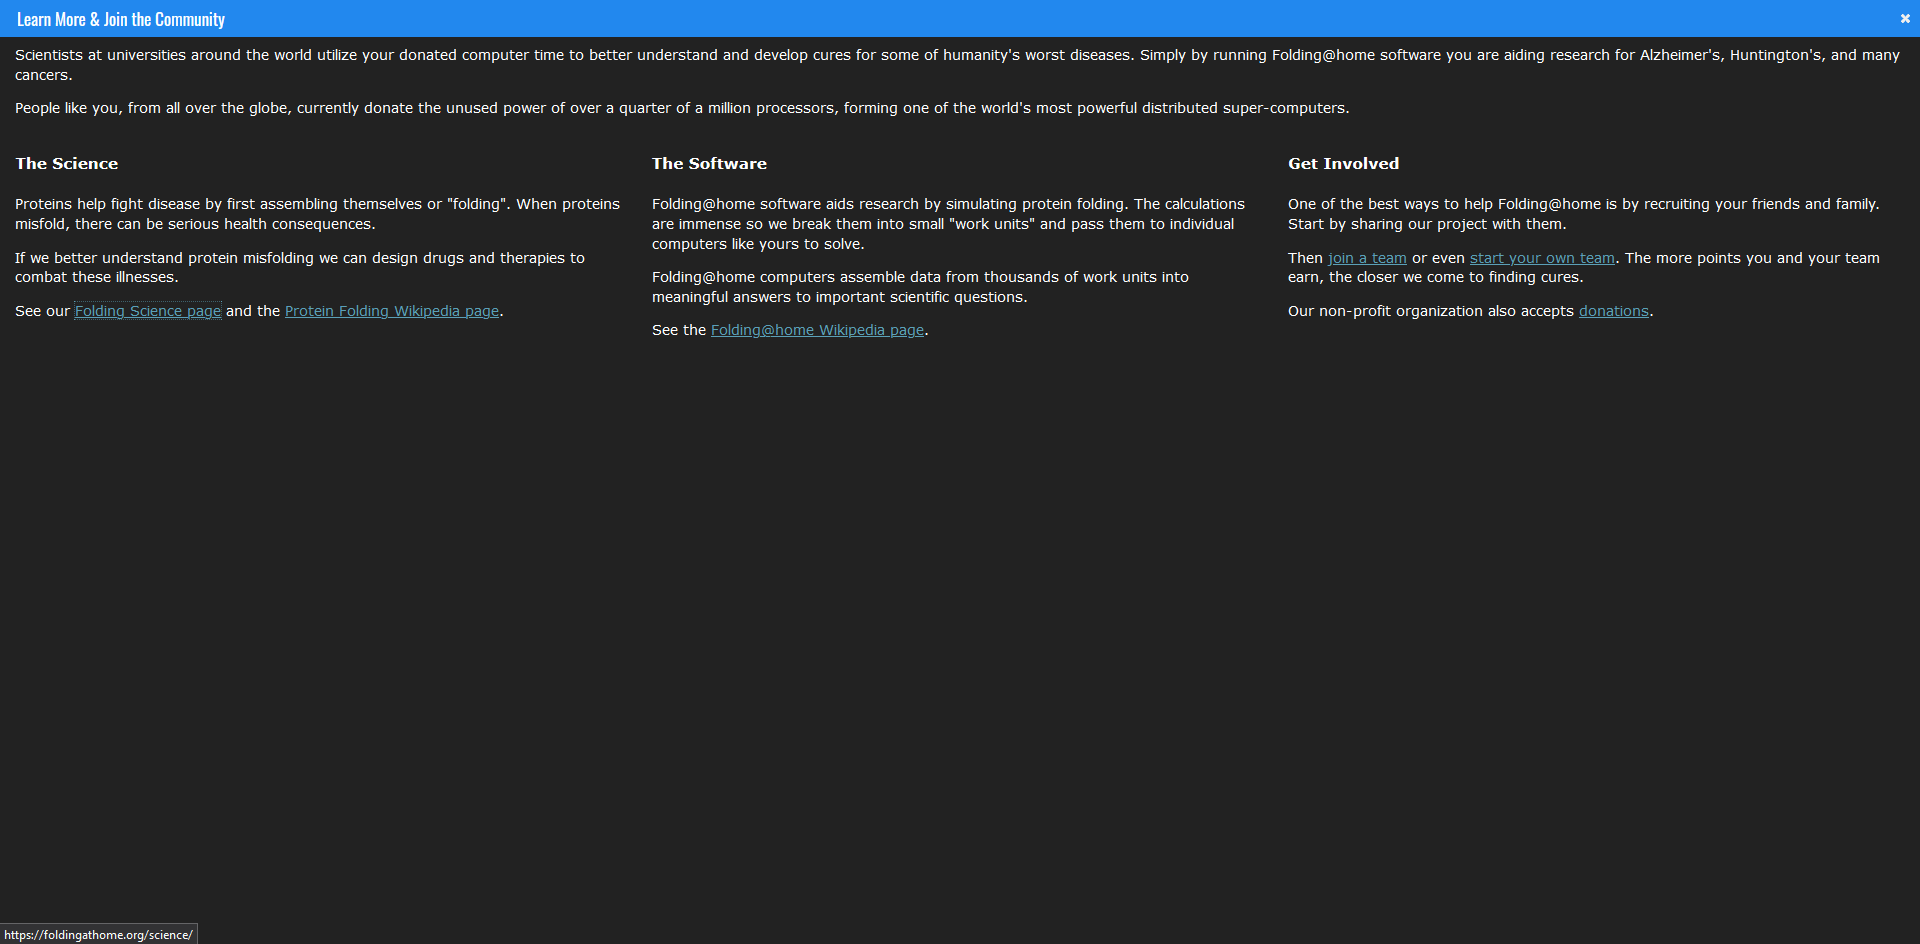 Learn More & Join the Community
Scientists at universities around the world utilize your donated computer time to better understand and develop cures for some of humanity's worst diseases. Simply by running Folding@home software you are aiding research for Alzheimer's, Huntington's, and many
cancers.
People like you, from all over the globe, currently donate the unused power of over a quarter of a million processors, forming one of the world's most powerful distributed super-computers.
The Science
Proteins help fight disease by first assembling themselves or "folding". When proteins
misfold, there can be serious health consequences.
If we better understand protein misfolding we can design drugs and therapies to
combat these illnesses.
See our Folding Science page and the Protein Folding Wikipedia page.
The Software
Folding@home software aids research by simulating protein folding. The calculations
are immense so we break them into small "work units" and pass them to individual
computers like yours to solve.
Folding@home computers assemble data from thousands of work units into
meaningful answers to important scientific questions.
See the Folding@home Wikipedia page.
Get Involved
One of the best ways to help Folding@home is by recruiting your friends and family.
Start by sharing our project with them.
Then join a team or even start your own team. The more points you and your team
earn, the closer we come to finding cures.
Our non-profit organization also accepts donations.
https://foldingathome.org/science/